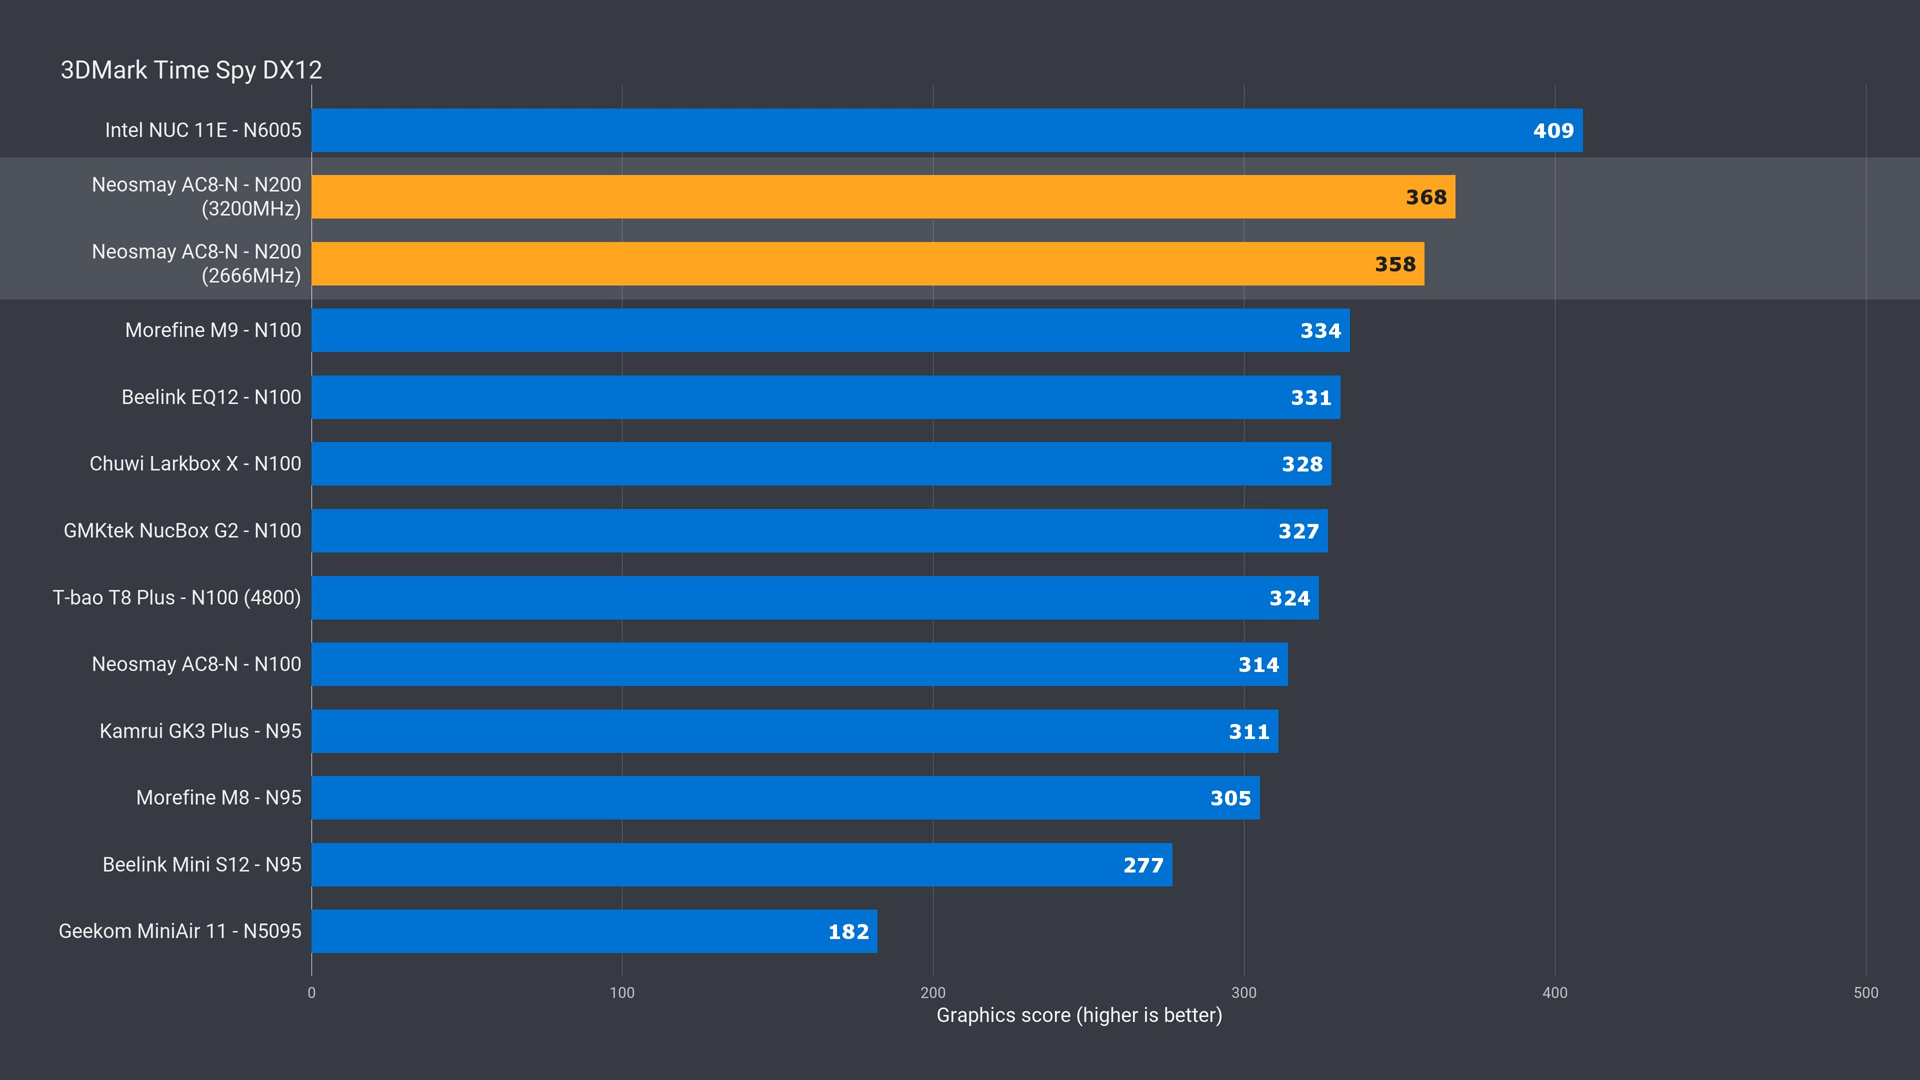 3DMark Time Spy DX12
Intel NUC 11E - N6005
409
Neosmay AC8-N - N200
(3200MHz)
368
Neosmay AC8-N - N200
(2666MHz)
358
Morefine M9 - N100
334
Beelink EQ12 - N100
331
Chuwi Larkbox X - N100
328
GMKtek NucBox G2 - N100
327
T-bao T8 Plus - N100 (4800)
324
Neosmay AC8-N - N100
314
Kamrui GK3 Plus - N95
311
Morefine M8 - N95
305
Beelink Mini S12 - N95
277
Geekom MiniAir 11 - N5095
182
0 100 200 300 400 500
Graphics score (higher is better)